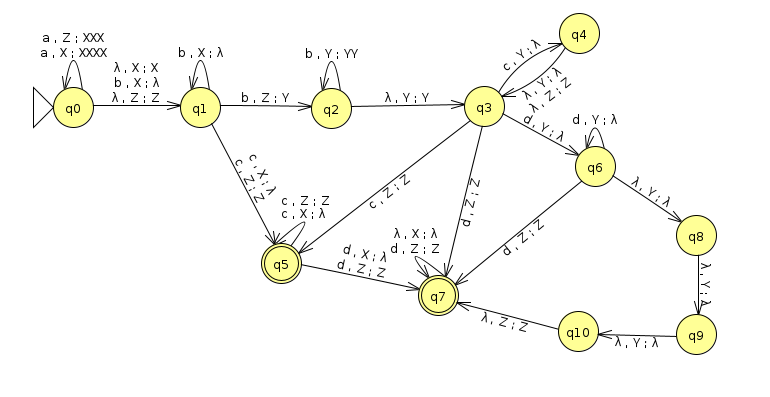 a , Z ; XXX
a , X ; XXXX
q0
λ , X ; X
b , X ; λ
λ , Z ; Z
b , X ; λ
q1
b , Z ; Y
b , Y ; YY
q2
λ , Y ; Y
q3
c , Y ; λ
q4
λ , Y ; λ
λ , Z ; Z
d , Y ; λ
d , Y ; λ
q6
λ , Y ; λ
q8
c , X ; λ
c , Z ; Z
c , Z ; Z
d , Z ; Z
d , Z ; Z
c , Z ; Z
c , X ; λ
q5
d , X ; λ
d , Z ; Z
λ , X ; λ
d , Z ; Z
q7
λ , Z ; Z
q10
λ , Y ; λ
q9
λ , Y ; λ